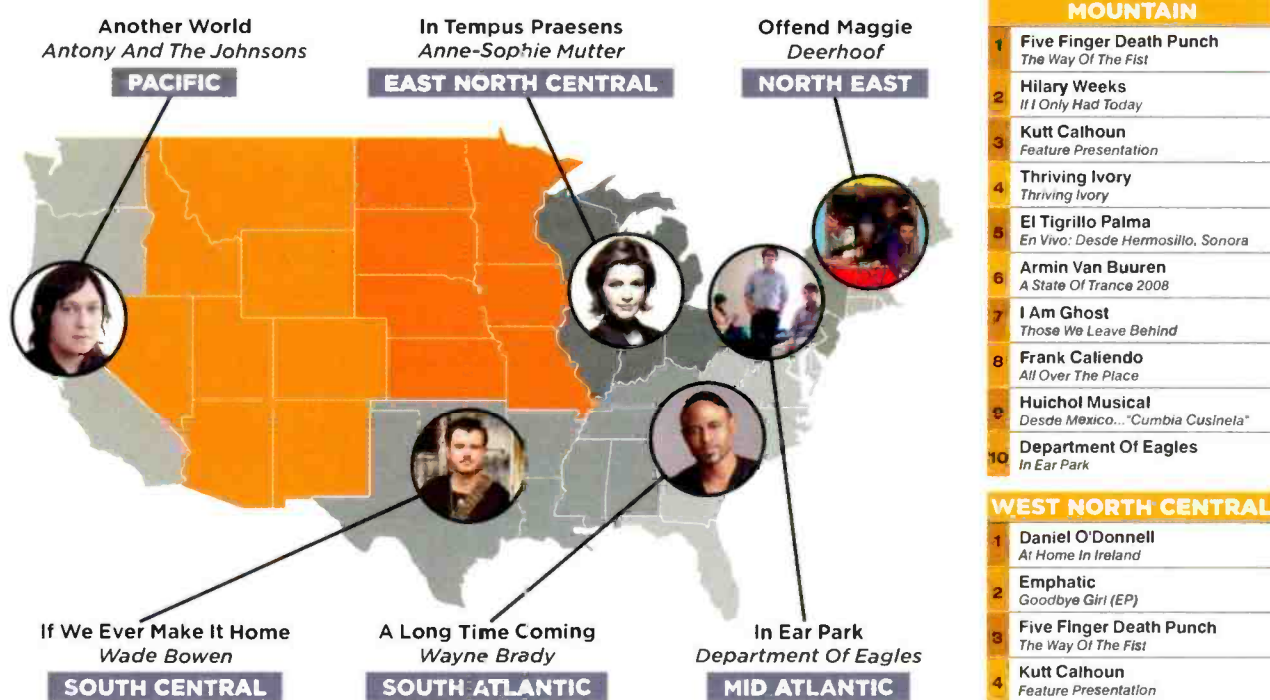 Another World
Antony And The Johnsons
PACIFIC
In Tempus Praesens
Anne-Sophie Mutter
EAST NORTH CENTRAL
Offend Maggie
Deerhoof
NORTH EAST
If We Ever Make It Home
Wade Bowen
SOUTH CENTRAL
A Long Time Coming
Wayne Brady
SOUTH ATLANTIC
In Ear Park
Department Of Eagles
MID ATLANTIC
MOUNTAIN
1 Five Finger Death Punch
The Way Of The Fist
2 Hilary Weeks
If I Only Had Today
3 Kutt Calhoun
Feature Presentation
4 Thriving Ivory
Thriving Ivory
5 El Tigrillo Palma
En Vivo: Desde Hermosillo, Sonora
6 Armin Van Buuren
A State Of Trance 2008
7 I Am Ghost
Those We Leave Behind
8 Frank Caliendo
All Over The Place
9 Huichol Musical
Desde Mexico..."Cumbia Cusinela"
10 Department Of Eagles
In Ear Park
WEST NORTH CENTRAL
1 Daniel O'Donnell
At Home In Ireland
2 Emphatic
Goodbye Girl (EP)
3 Five Finger Death Punch
The Way Of The Fist
4 Kutt Calhoun
Feature Presentation